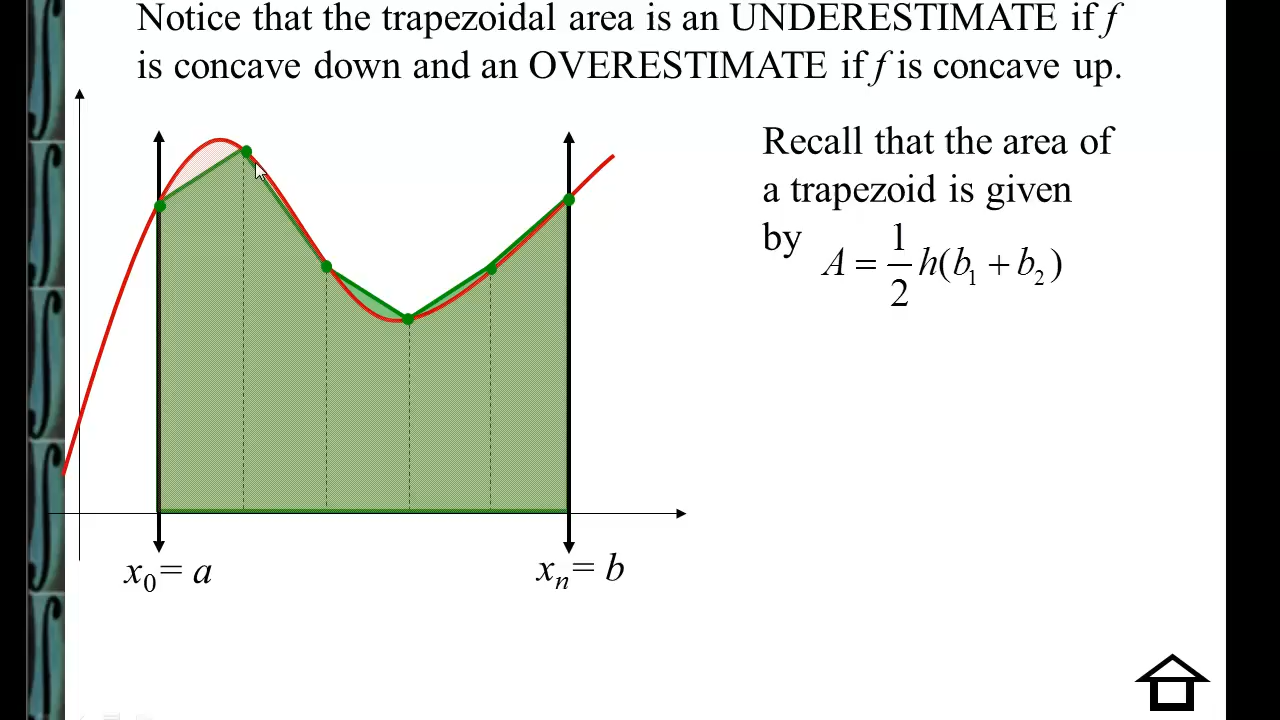 Notice that the trapezoidal area is an UNDERESTIMATE if f
is concave down and an OVERESTIMATE if f is concave up.
Recall that the area of
a trapezoid is given
by A = 1/2 h(b₁ + b₂)
x₀= a
xₙ= b